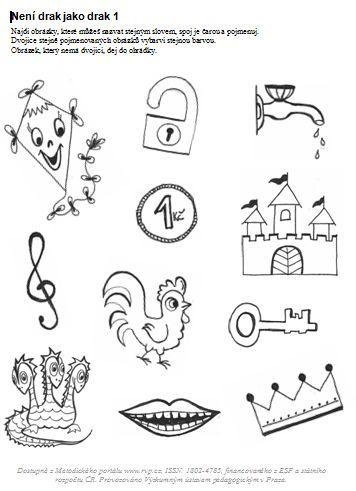 Není drak jako drak 1
Najdi obrázky, které můžeš nazvat stejným slovem, spoj je čarou a pojmenuj.
Dvojice stejně pojmenovaných obrázků vybarvi stejnou barvou.
Obrázek, který nemá dvojici, dej do ohrádky.
1
Kč
Dostupné z Metodického portálu www.rvp.cz, ISSN: 1802-4785, financovaného z ESF a státního
rozpočtu ČR. Provozováno Výzkumným ústavem pedagogickým v Praze.